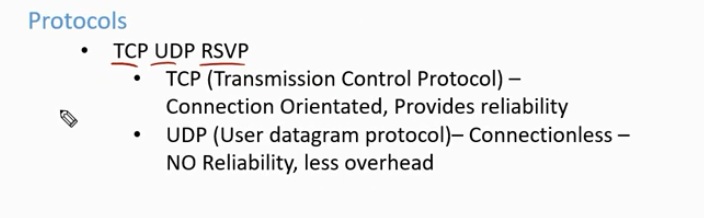 Protocols
• TCP UDP RSVP
• TCP (Transmission Control Protocol) –
Connection Orientated, Provides reliability
• UDP (User datagram protocol)– Connectionless –
NO Reliability, less overhead